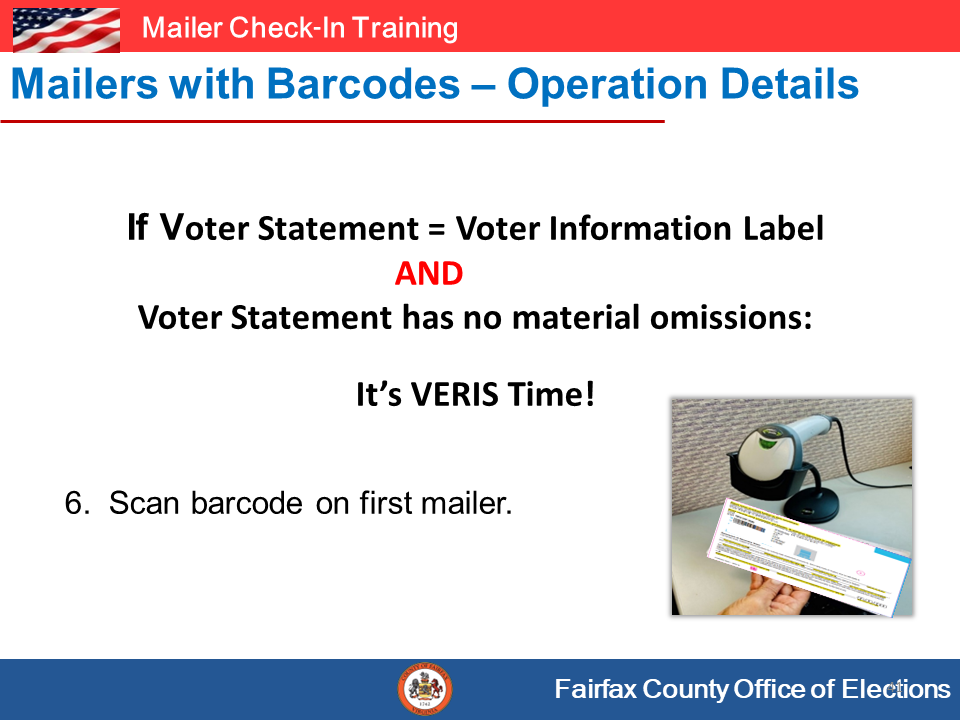 Mailer Check-In Training
Mailers with Barcodes – Operation Details
If Voter Statement = Voter Information Label
AND
Voter Statement has no material omissions:
It’s VERIS Time!
6. Scan barcode on first mailer.
Fairfax County Office of Elections